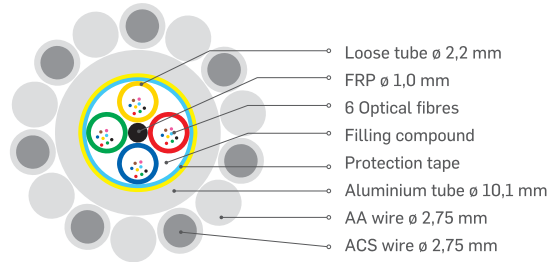 Loose tube ø 2,2 mm
FRP ø 1,0 mm
6 Optical fibres
Filling compound
Protection tape
Aluminium tube ø 10,1 mm
AA wire ø 2,75 mm
ACS wire ø 2,75 mm